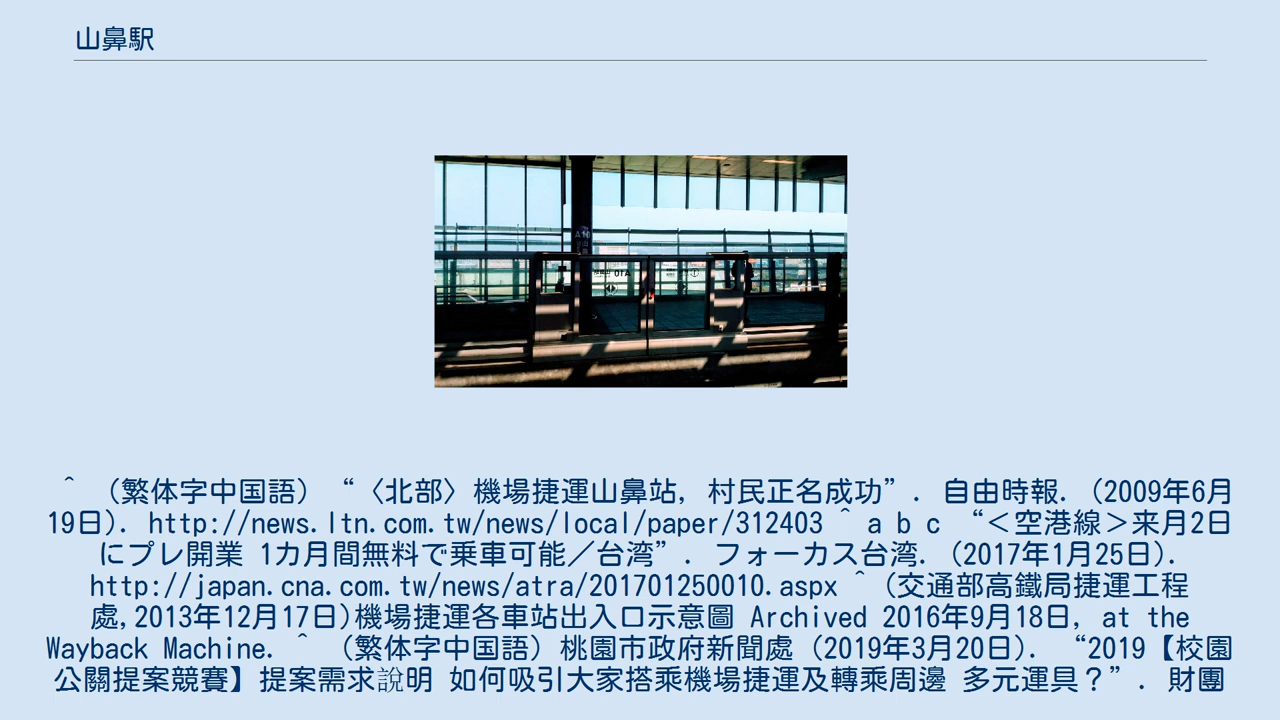 山鼻駅
A10
A10
^ （繁体字中国語） “〈北部〉機場捷運山鼻站, 村民正名成功”. 自由時報. (2009年6月
19日). http://news.ltn.com.tw/news/local/paper/312403 ^ a b c “＜空港線＞来月2日
にプレ開業 1カ月間無料で乗車可能／台湾”. フォーカス台湾. (2017年1月25日).
http://japan.cna.com.tw/news/atra/201701250010.aspx ^ (交通部高鐵局捷運工程
處,2013年12月17日)機場捷運各車站出入口示意圖 Archived 2016年9月18日, at the
Wayback Machine. ^ （繁体字中国語）桃園市政府新聞處 (2019年3月20日). “2019【校園
公關提案競賽】提案需求說明 如何吸引大家搭乘機場捷運及轉乘周邊 多元運具？”. 財團